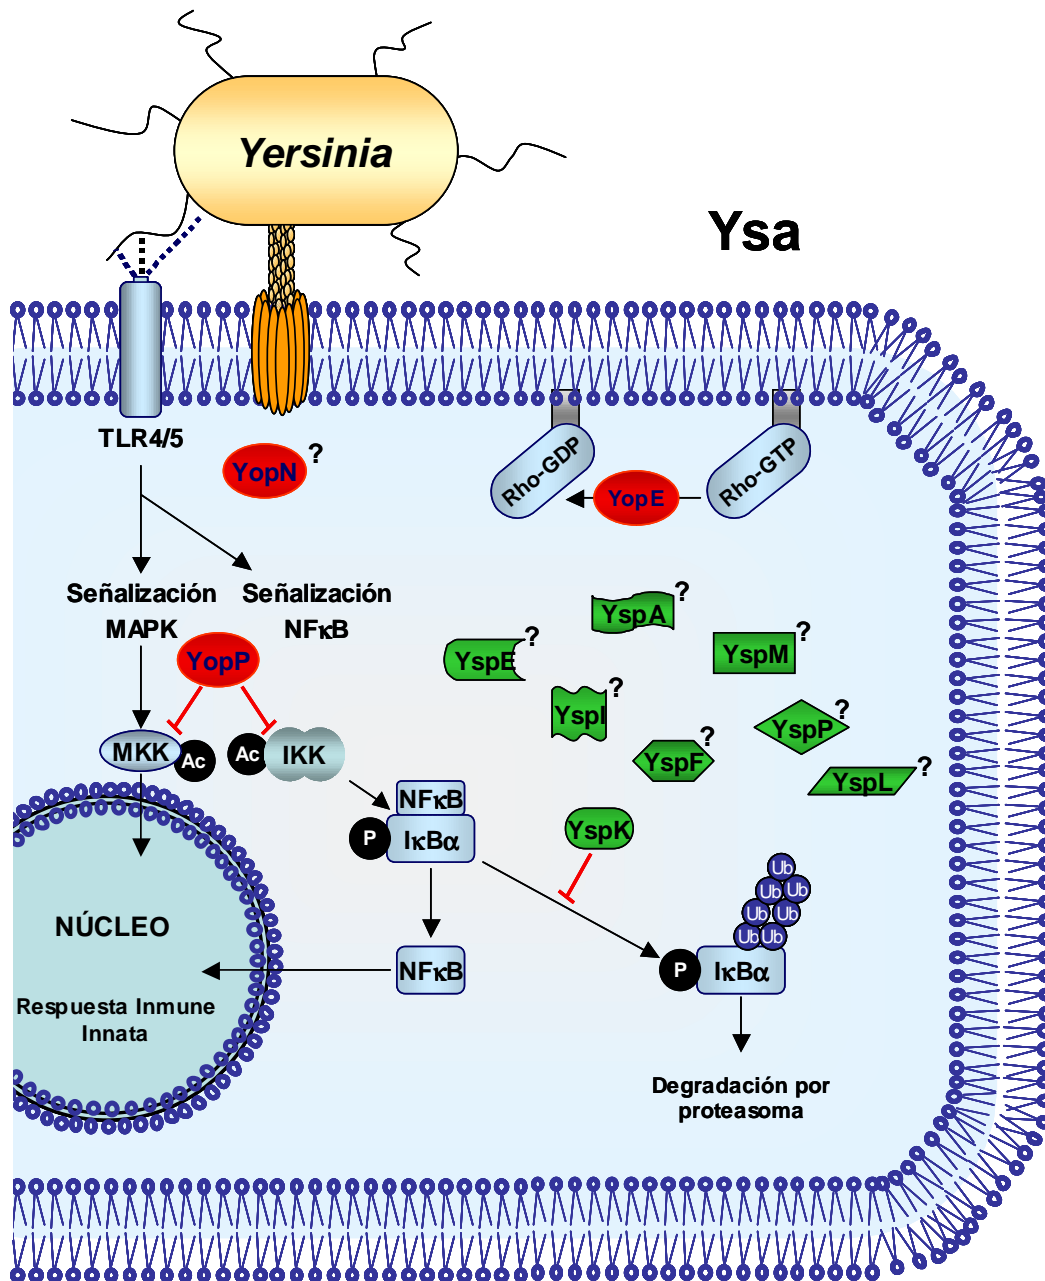 Yersinia
Ysa
TLR4/5
YopN
?
Rho-GDP
YopE
Rho-GTP
Señalización
MAPK
Señalización
NFκB
YopP
YspA
?
YspE
?
YspM
?
YspI
?
YspP
?
YspF
?
YspL
?
MKK
Ac
Ac
IKK
NFκB
P
IκBα
YspK
Ub
Ub
Ub
Ub
Ub
Ub
Ub
NÚCLEO
NFκB
P
IκBα
Respuesta Inmune
Innata
Degradación por
proteasoma